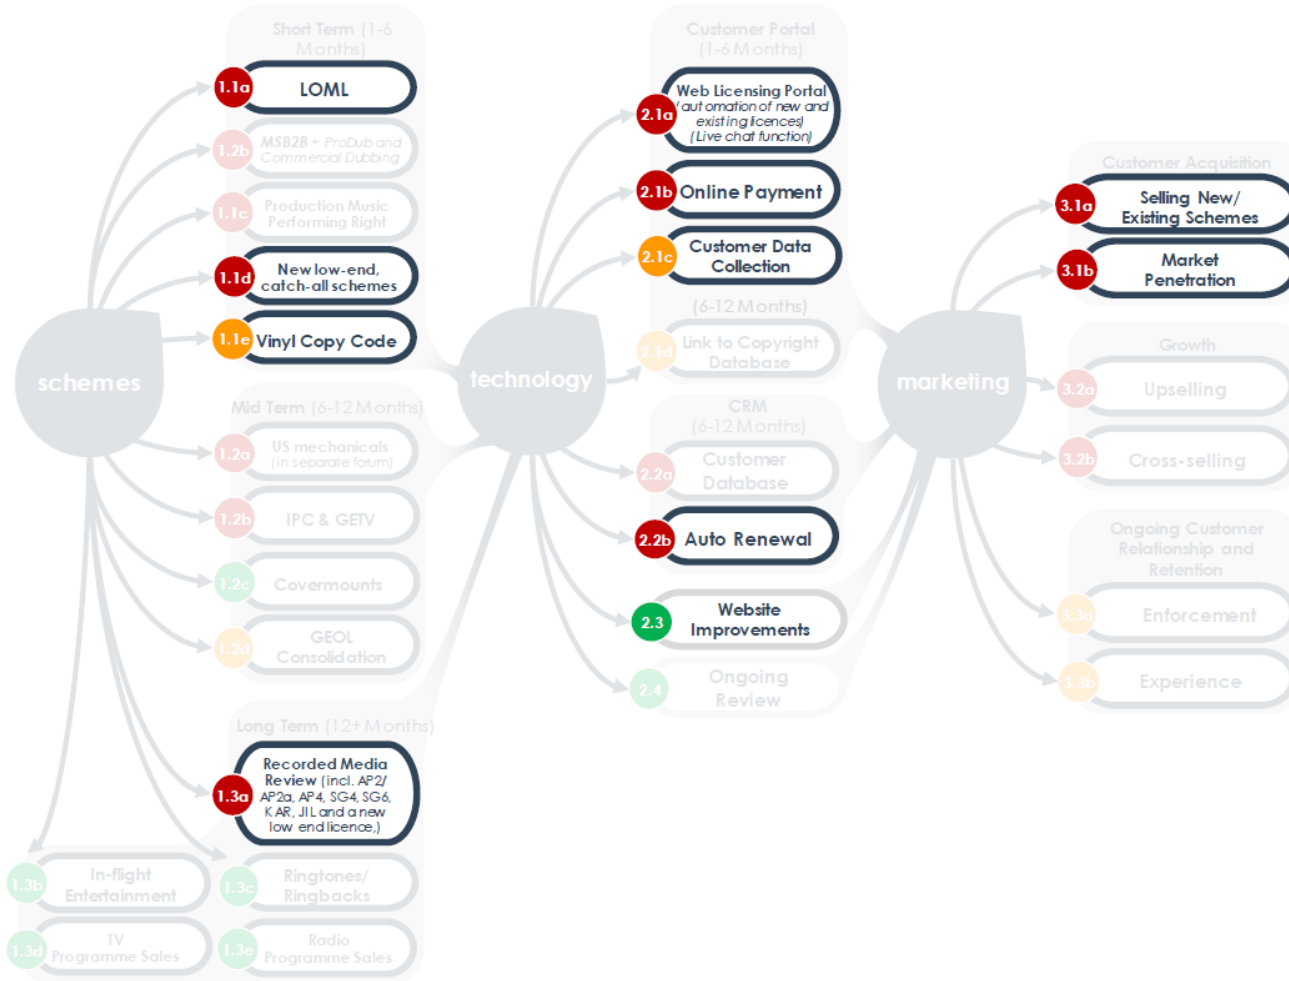 Short Term (1-6
Months)
1.1a
LOML
1.2b
MSB2B + ProDub and
Commercial Dubbing
1.1c
Production Music
Performing Right
1.1d
New low-end,
catch-all schemes
1.1e
Vinyl Copy Code
schemes
Mid Term (6-12 Months)
1.2a
US mechanicals
(in separate forum)
1.2b
IPC & GETV
1.2c
Covermounts
1.2d
GEOL
Consolidation
Long Term (12+ Months)
1.3a
Recorded Media
Review (incl. AP2/
AP2a, AP4, SG4, SG6,
KAR, JIL and a new
low end licence,)
1.3b
In-flight
Entertainment
1.3c
Ringtones/
Ringbacks
1.3d
TV
Programme Sales
1.3e
Radio
Programme Sales
technology
Customer Portal
(1-6 Months)
2.1a
Web Licensing Portal
(automation of new and
existing licences)
(Live chat function)
2.1b
Online Payment
2.1c
Customer Data
Collection
(6-12 Months)
2.1d
Link to Copyright
Database
CRM
(6-12 Months)
2.2a
Customer
Database
2.2b
Auto Renewal
2.3
Website
Improvements
2.4
Ongoing
Review
marketing
Customer Acquisition
3.1a
Selling New/
Existing Schemes
3.1b
Market
Penetration
Growth
3.2a
Upselling
3.2b
Cross-selling
Ongoing Customer
Relationship and
Retention
3.3a
Enforcement
3.3b
Experience